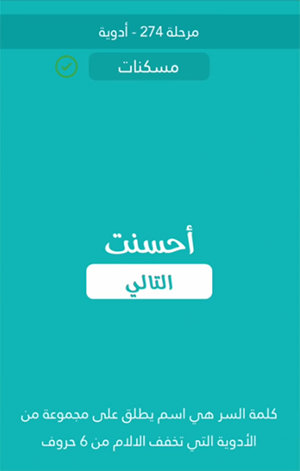 مرحلة 274 - أدوية
مسكنات
أحسنت
التالي
كلمة السر هي اسم يطلق على مجموعة من
الأدوية التي تخفف الالام من 6 حروف